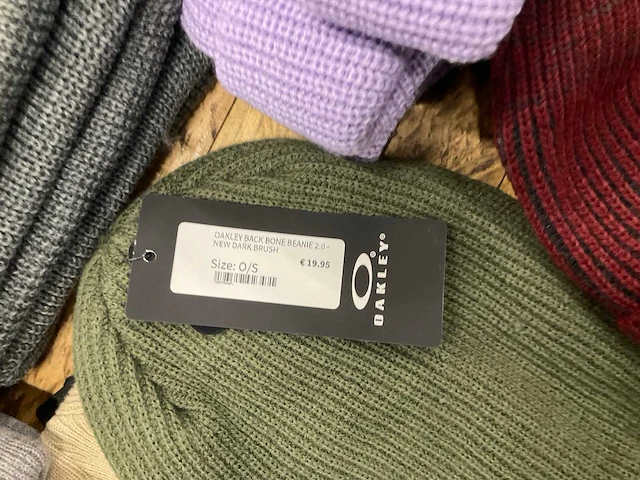 OAKLEY BACK BONE BEANIE 2.0 -
NEW DARK BRUSH
€ 19.95
Size: O/S
OAKLEY®